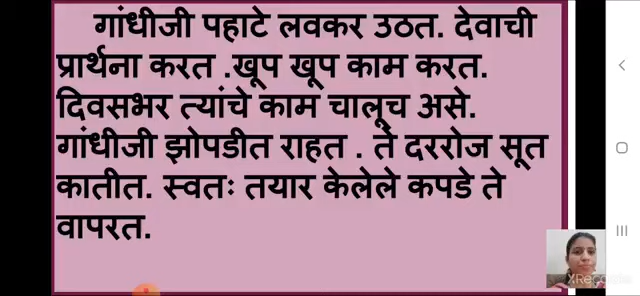 गांधीजी पहाटे लवकर उठत. देवाची
प्रार्थना करत .खूप खूप काम करत.
दिवसभर त्यांचे काम चालूच असे.
गांधीजी झोपडीत राहत . ते दररोज सूत
कातीत. स्वतः तयार केलेले कपडे ते
वापरत.
XRecorder